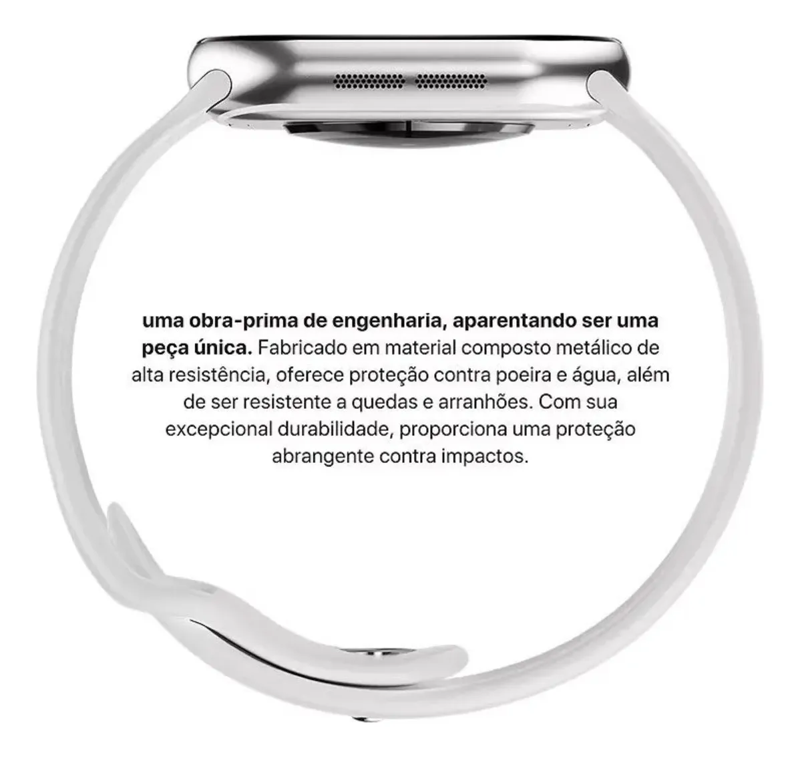 uma obra-prima de engenharia, aparentando ser uma
peça única. Fabricado em material composto metálico de
alta resistência, oferece proteção contra poeira e água, além
de ser resistente a quedas e arranhões. Com sua
excepcional durabilidade, proporciona uma proteção
abrangente contra impactos.